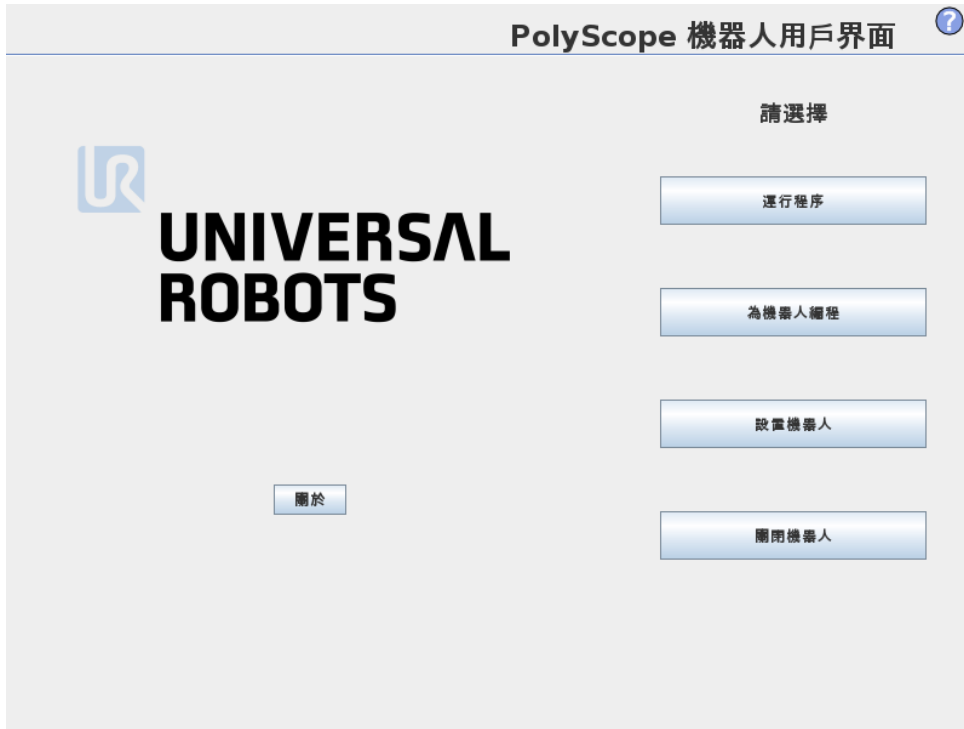 PolyScope 機器人用戶界面
?
請選擇
UR
UNIVERSAL
ROBOTS
運行程序
為機器人編程
設置機器人
關於
關閉機器人